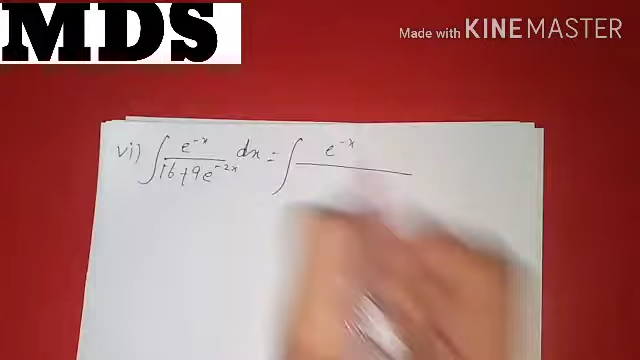 MDS
Made with KINEMASTER
vi) ∫ e^{-x} / 16+9e^{-2x} dx = ∫ e^{-x}